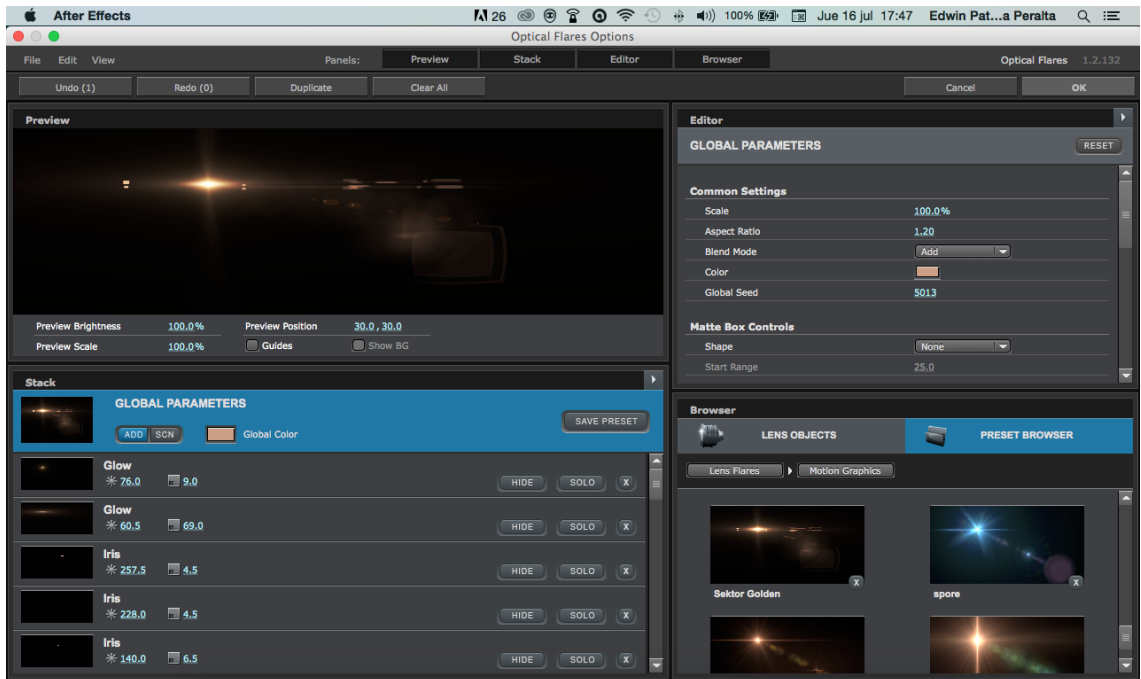 After Effects 26 100% Jue 16 jul 17:47 Edwin Pat...a Peralta
Optical Flares Options
File Edit View Panels: Preview Stack Editor Browser Optical Flares 1.2.132
Undo (1) Redo (0) Duplicate Clear All Cancel OK
Preview
Preview Brightness 100.0% Preview Position 30.0 , 30.0
Preview Scale 100.0% Guides Show BG
Editor
GLOBAL PARAMETERS RESET
Common Settings
Scale 100.0%
Aspect Ratio 1.20
Blend Mode Add
Color
Global Seed 5013
Matte Box Controls
Shape None
Start Range 25.0
Stack
GLOBAL PARAMETERS
ADD SCN Global Color SAVE PRESET
Glow
76.0 9.0 HIDE SOLO X
Glow
60.5 69.0 HIDE SOLO X
Iris
257.5 4.5 HIDE SOLO X
Iris
228.0 4.5 HIDE SOLO X
Iris
140.0 6.5 HIDE SOLO X
Browser
LENS OBJECTS PRESET BROWSER
Lens Flares Motion Graphics
X X
Sektor Golden spore